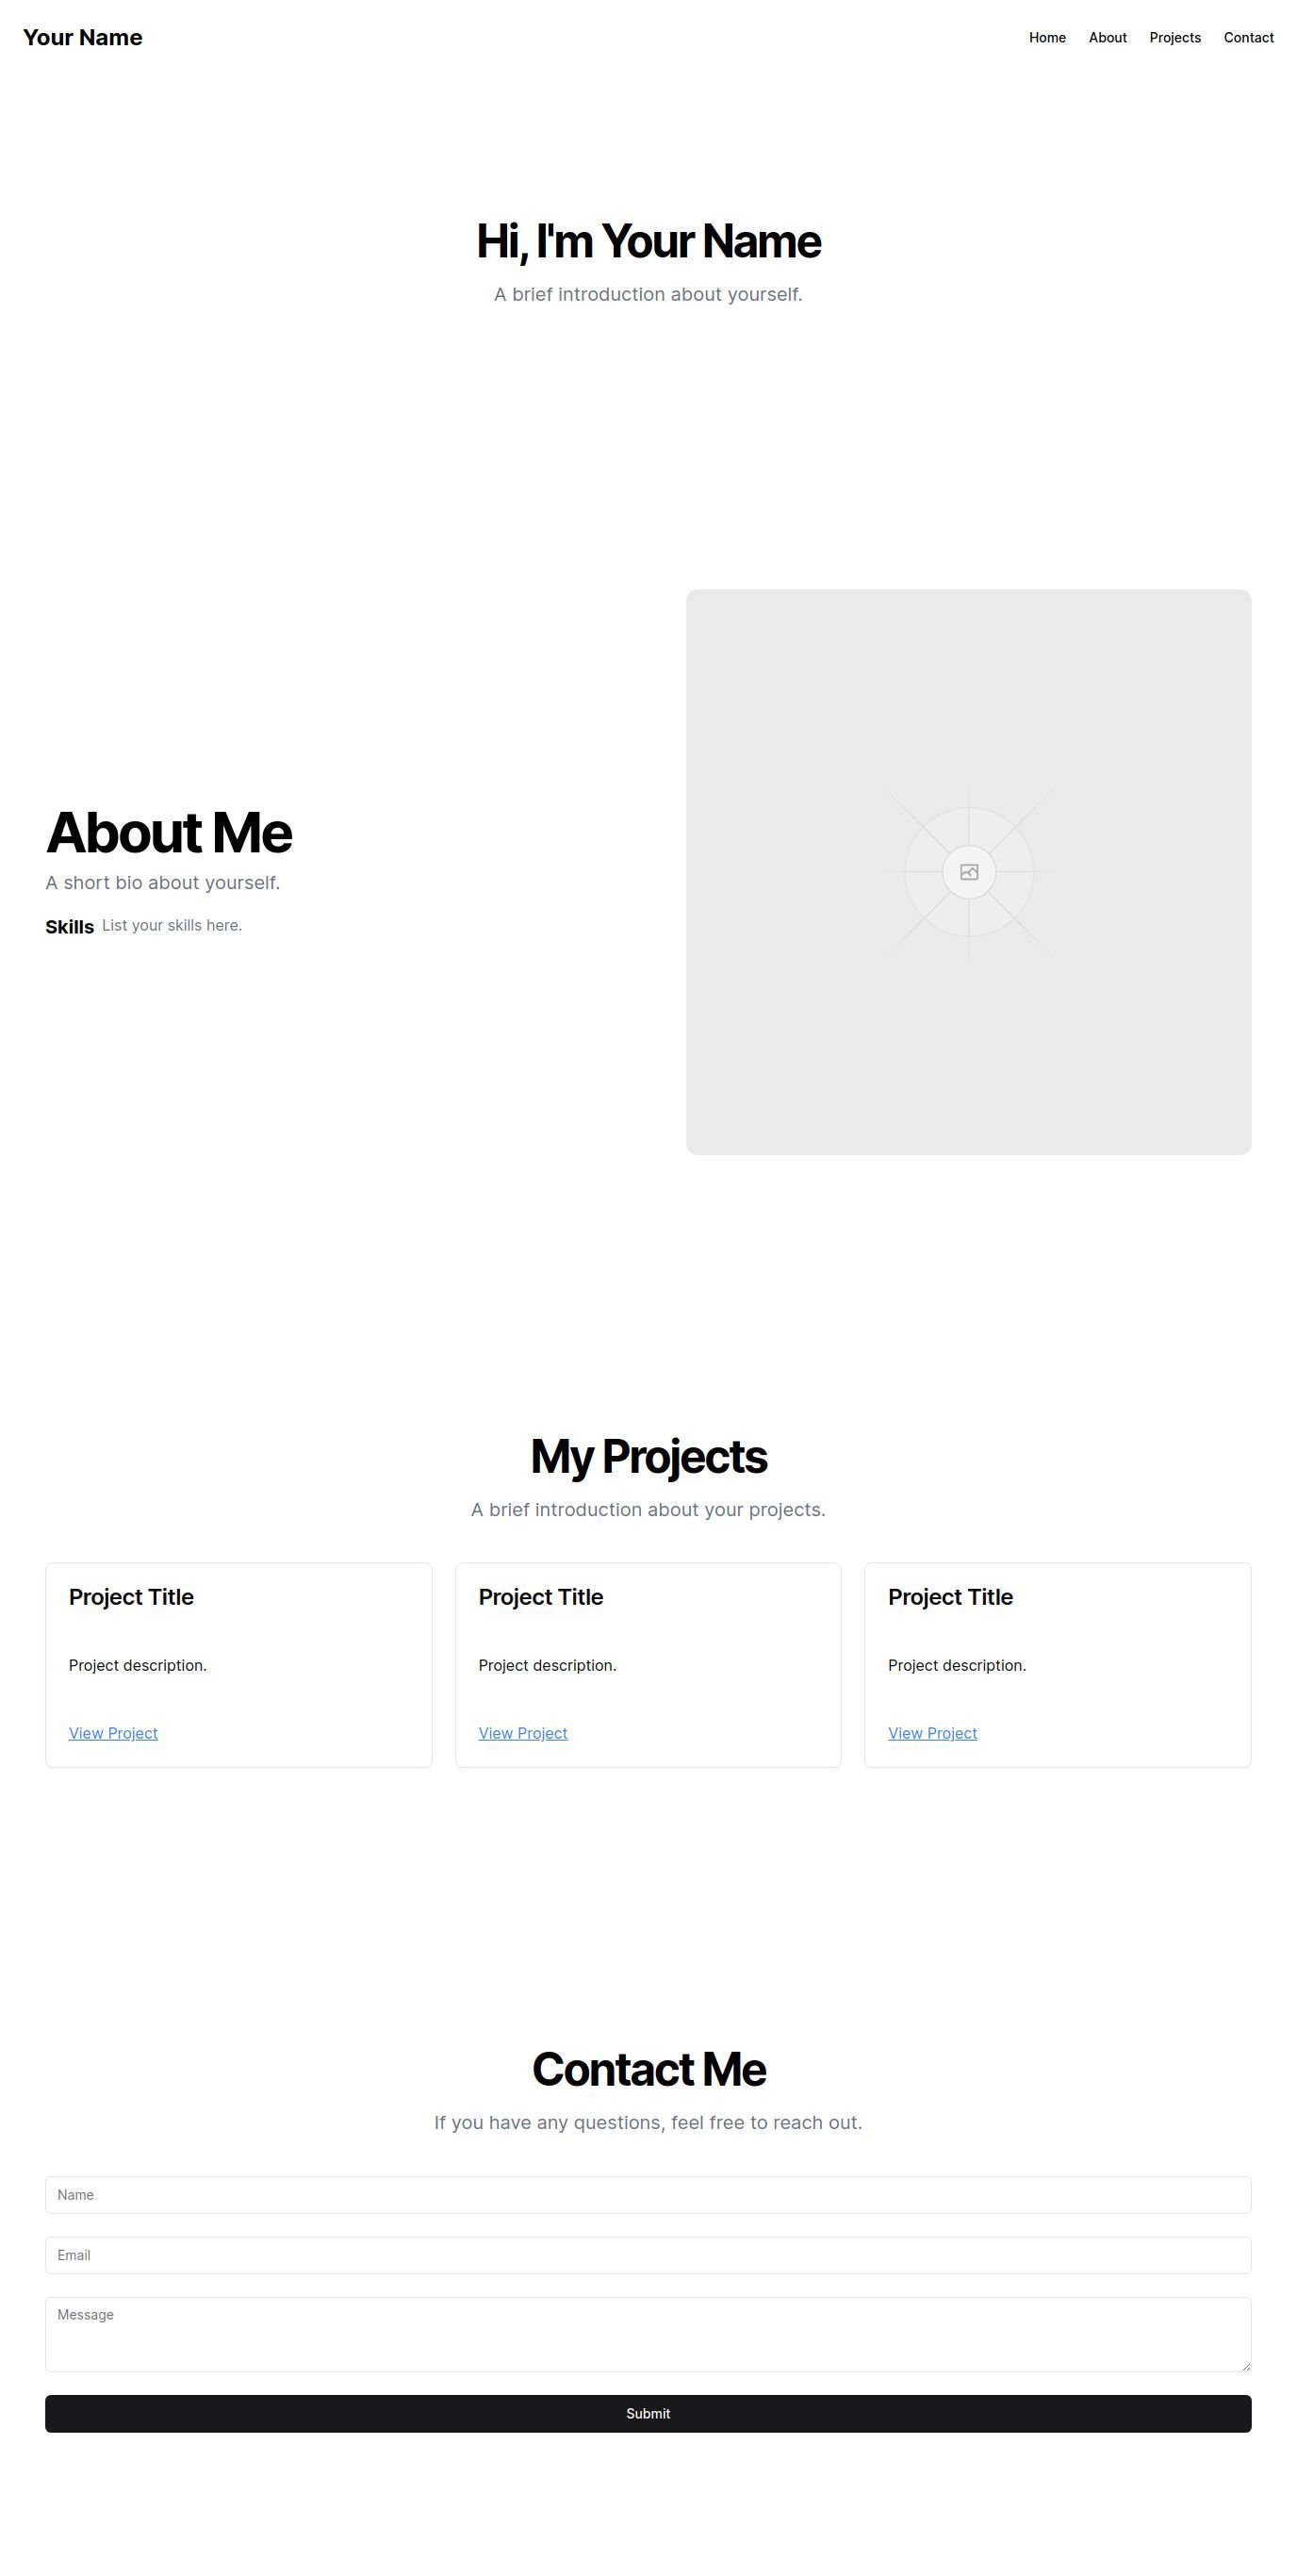 Your Name
Home About Projects Contact
Hi, I'm Your Name
A brief introduction about yourself.
About Me
A short bio about yourself.
Skills List your skills here.
My Projects
A brief introduction about your projects.
Project Title
Project description.
View Project
Project Title
Project description.
View Project
Project Title
Project description.
View Project
Contact Me
If you have any questions, feel free to reach out.
Name
Email
Message
Submit